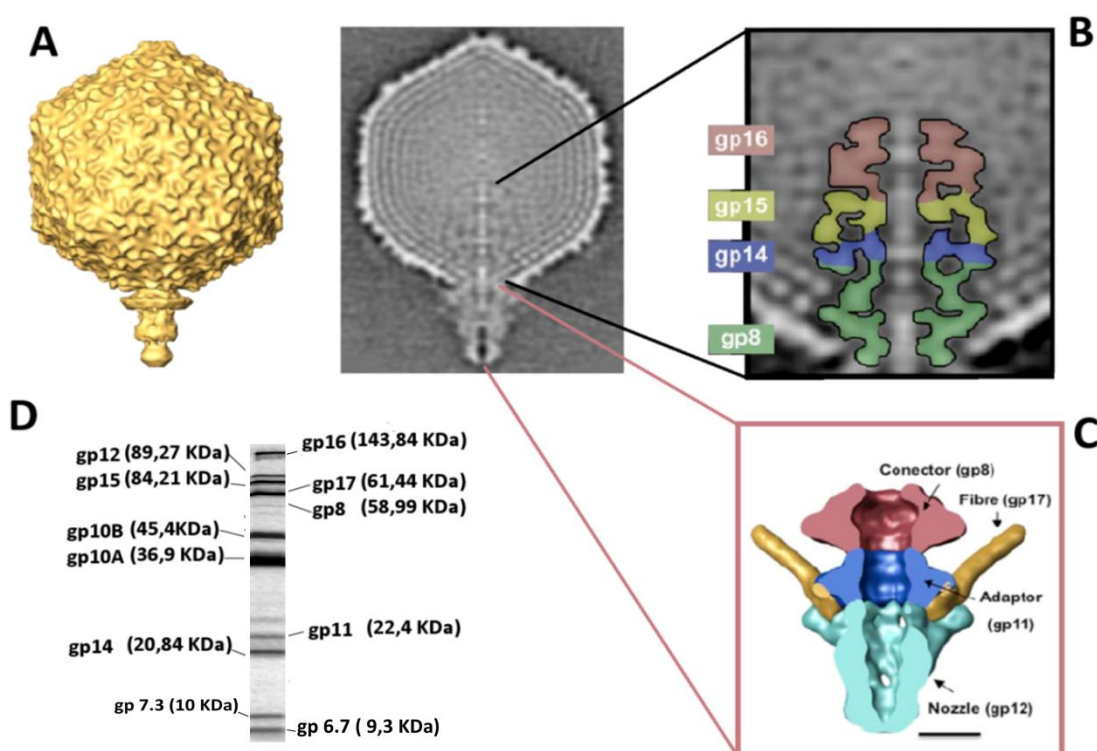 A
B
gp16
gp15
gp14
gp8
D
gp12 (89,27 KDa)
gp15 (84,21 KDa)
gp10B (45,4KDa)
gp10A (36,9 KDa)
gp14 (20,84 KDa)
gp 7.3 (10 KDa)
gp16 (143,84 KDa)
gp17 (61,44 KDa)
gp8 (58,99 KDa)
gp11 (22,4 KDa)
gp 6.7 ( 9,3 KDa)
C
Conector (gp8)
Fibre (gp17)
Adaptor
(gp11)
Nozzle (gp12)